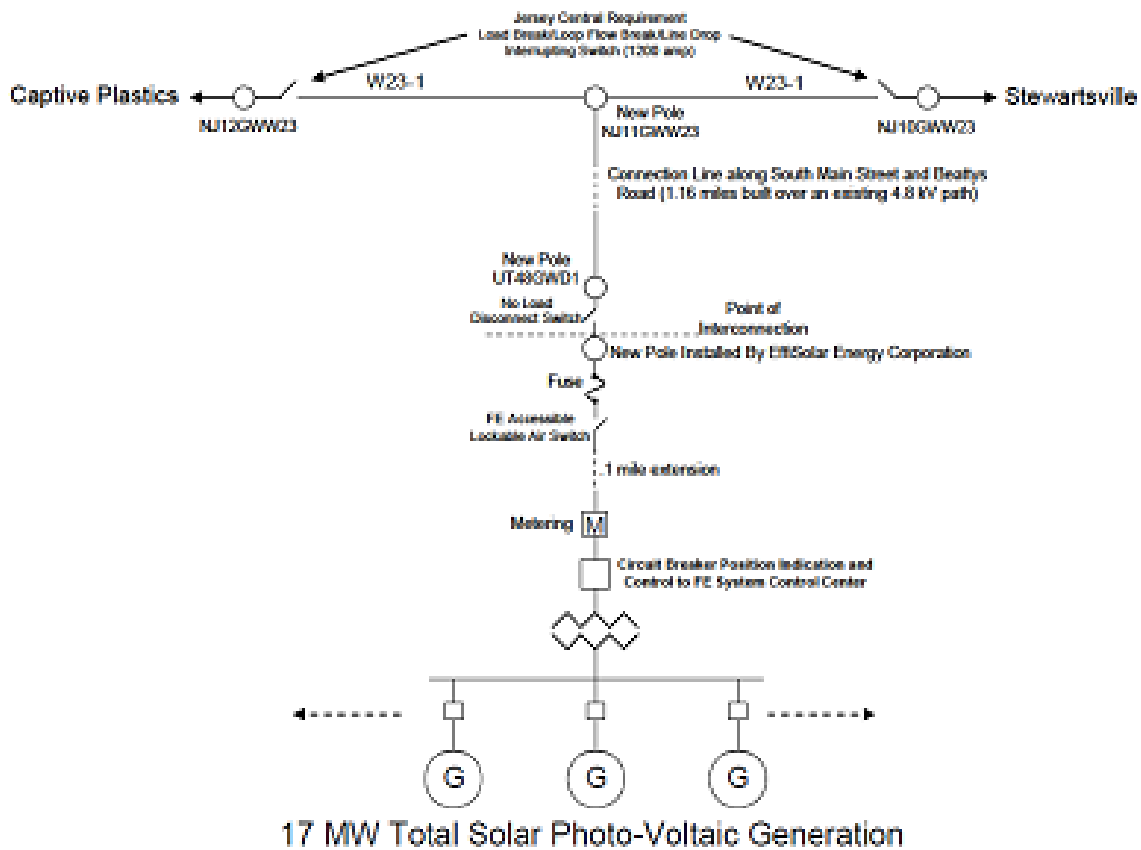 Jersey Central Requirement
Load Break/Loop Flow Break/Line Drop
Interrupting Switch (1200 amp)
W23-1
W23-1
Captive Plastics
Stewartsville
NJ12GWW23
New Pole
NJ11GWW23
NJ10GWW23
Connection Line along South Main Street and Beattys
Road (1.16 miles built over an existing 4.8 kV path)
New Pole
UT48GWD1
No Load
Disconnect Switch
Point of
Interconnection
New Pole Installed By EffiSolar Energy Corporation
Fuse
FE Accessible
Lockable Air Switch
.1 mile extension
Metering
M
Circuit Breaker Position Indication and
Control to FE System Control Center
G
G
G
17 MW Total Solar Photo-Voltaic Generation